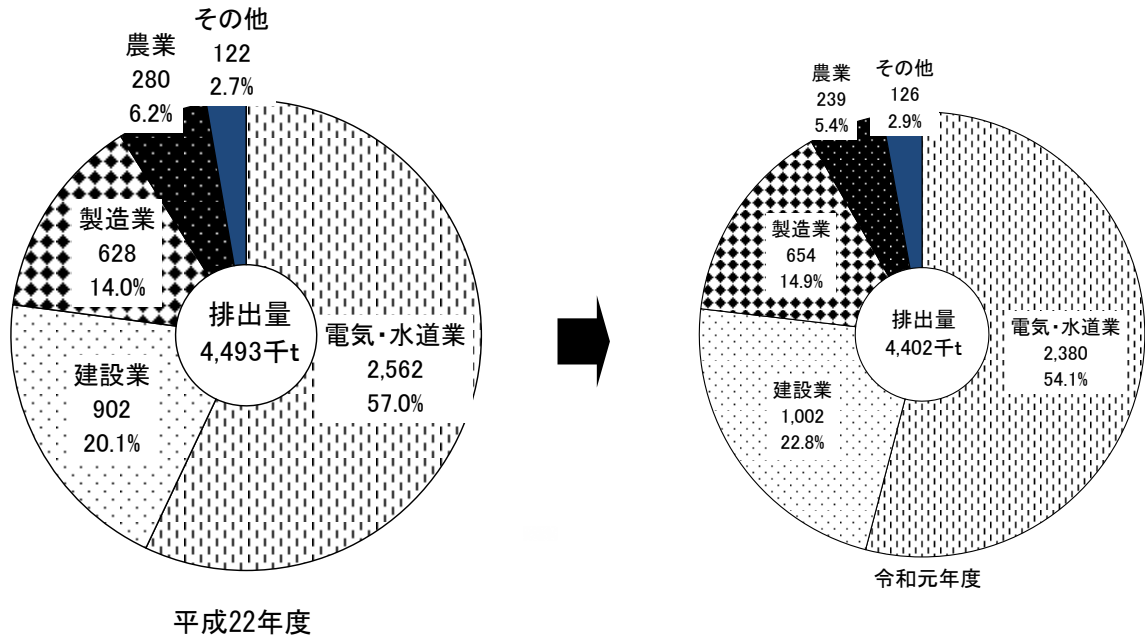 その他
122
2.7%
農業
280
6.2%
製造業
628
14.0%
建設業
902
20.1%
排出量
4,493千t
電気・水道業
2,562
57.0%
平成22年度
その他
126
2.9%
農業
239
5.4%
製造業
654
14.9%
建設業
1,002
22.8%
排出量
4,402千t
電気・水道業
2,380
54.1%
令和元年度